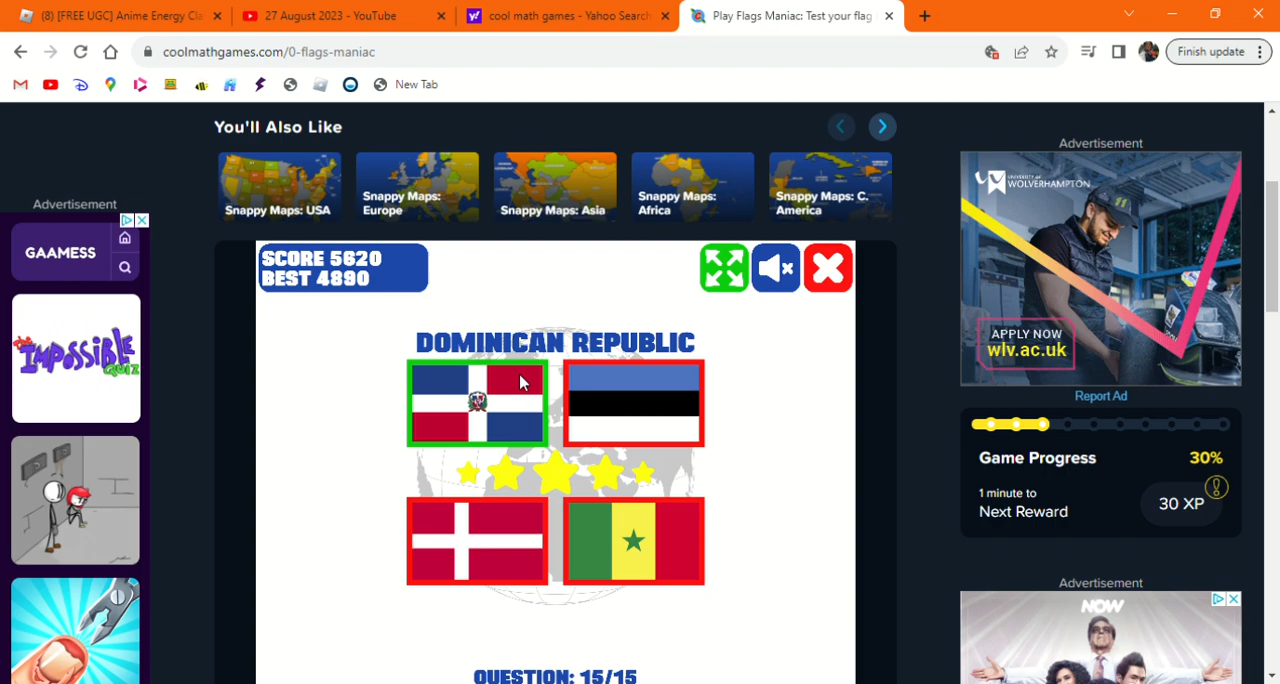 (8) [FREE UGC] Anime Energy Cla
27 August 2023 - YouTube
cool math games - Yahoo Search
Play Flags Maniac: Test your flag
coolmathgames.com/0-flags-maniac
Finish update
New Tab
You'll Also Like
Snappy Maps: USA
Snappy Maps: Europe
Snappy Maps: Asia
Snappy Maps: Africa
Snappy Maps: C. America
Advertisement
GAAMESS
The IMPOSSIBLE QUIZ
SCORE 5620
BEST 4890
DOMINICAN REPUBLIC
QUESTION: 15/15
Advertisement
UNIVERSITY OF
WOLVERHAMPTON
APPLY NOW
wlv.ac.uk
Report Ad
Game Progress 30%
1 minute to
Next Reward
30 XP
Advertisement
NOW